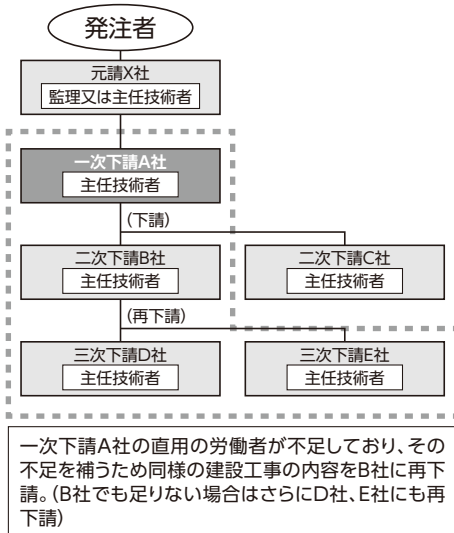 発注者
元請X社
監理又は主任技術者
一次下請A社
主任技術者
(下請)
二次下請B社
主任技術者
二次下請C社
主任技術者
(再下請)
三次下請D社
主任技術者
三次下請E社
主任技術者
一次下請A社の直用の労働者が不足しており、その
不足を補うため同様の建設工事の内容をB社に再下
請。(B社でも足りない場合はさらにD社、E社にも再
下請)